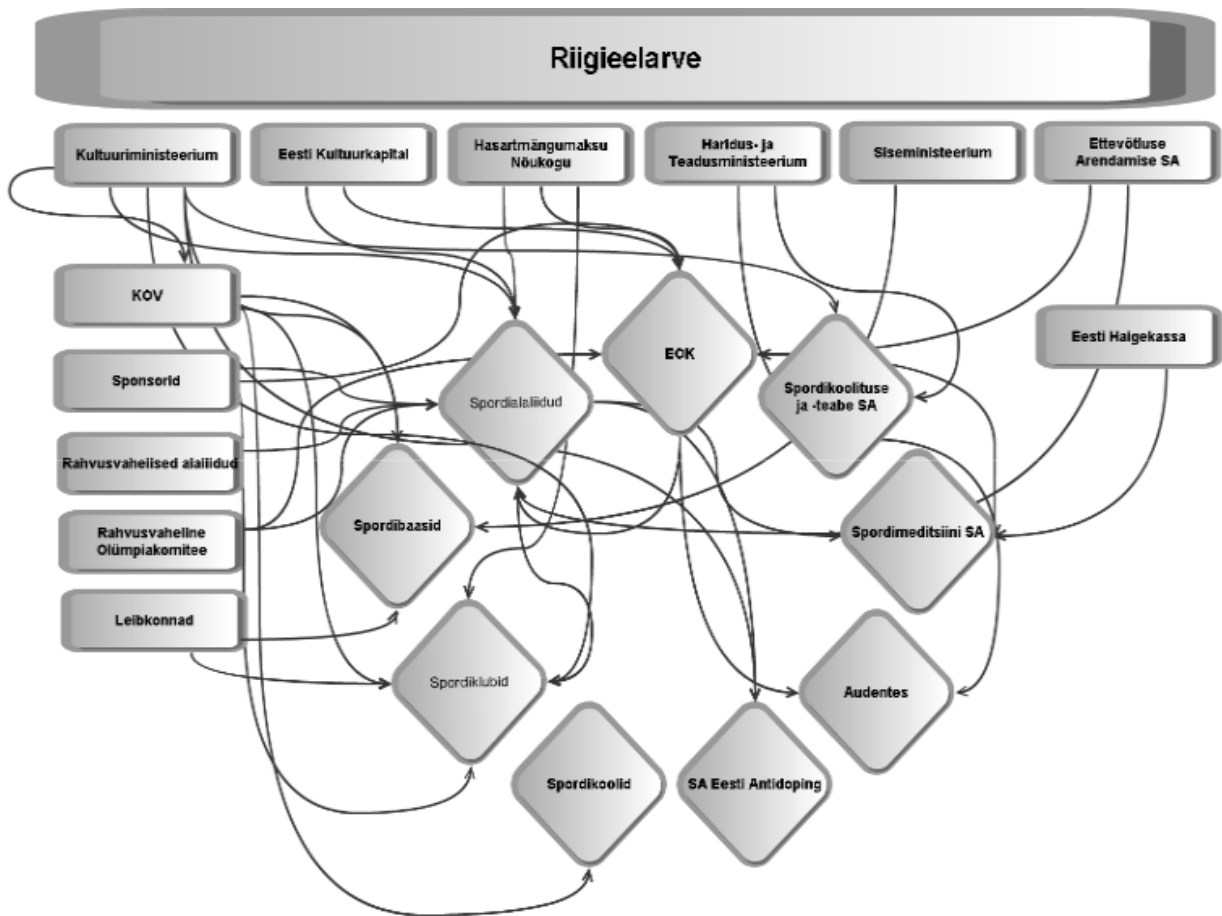 Riigieelarve
Kultuuriministeerium
Eesti Kultuurkapital
Hasartmängumaksu
Nõukogu
Haridus- ja
Teadusministeerium
Siseministeerium
Ettevõtluse
Arendamise SA
KOV
Eesti Haigekassa
Sponsorid
EOK
Spordialaliidud
Spordikoolituse
ja -teabe SA
Rahvusvahelised alaliidud
Rahvusvaheline
Olümpiakomitee
Spordibaasid
Spordimeditsiini SA
Leibkonnad
Spordiklubid
Audentes
Spordikoolid
SA Eesti Antidoping